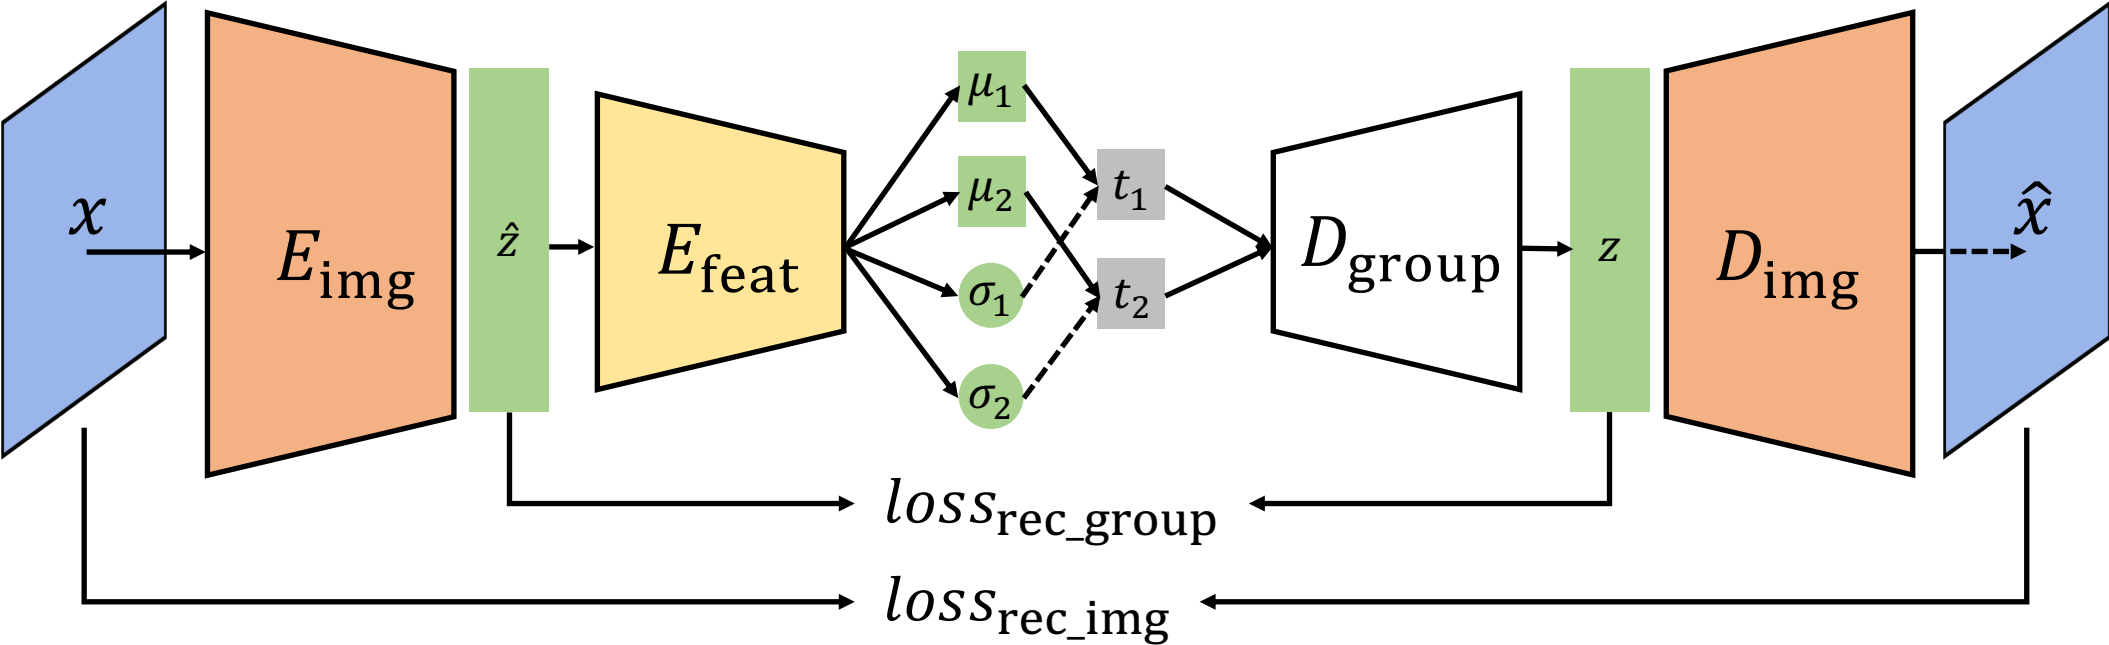 x
E_img
ẑ
E_feat
μ_1
μ_2
σ_1
σ_2
t_1
t_2
D_group
z
D_img
x̂
loss_rec_group
loss_rec_img